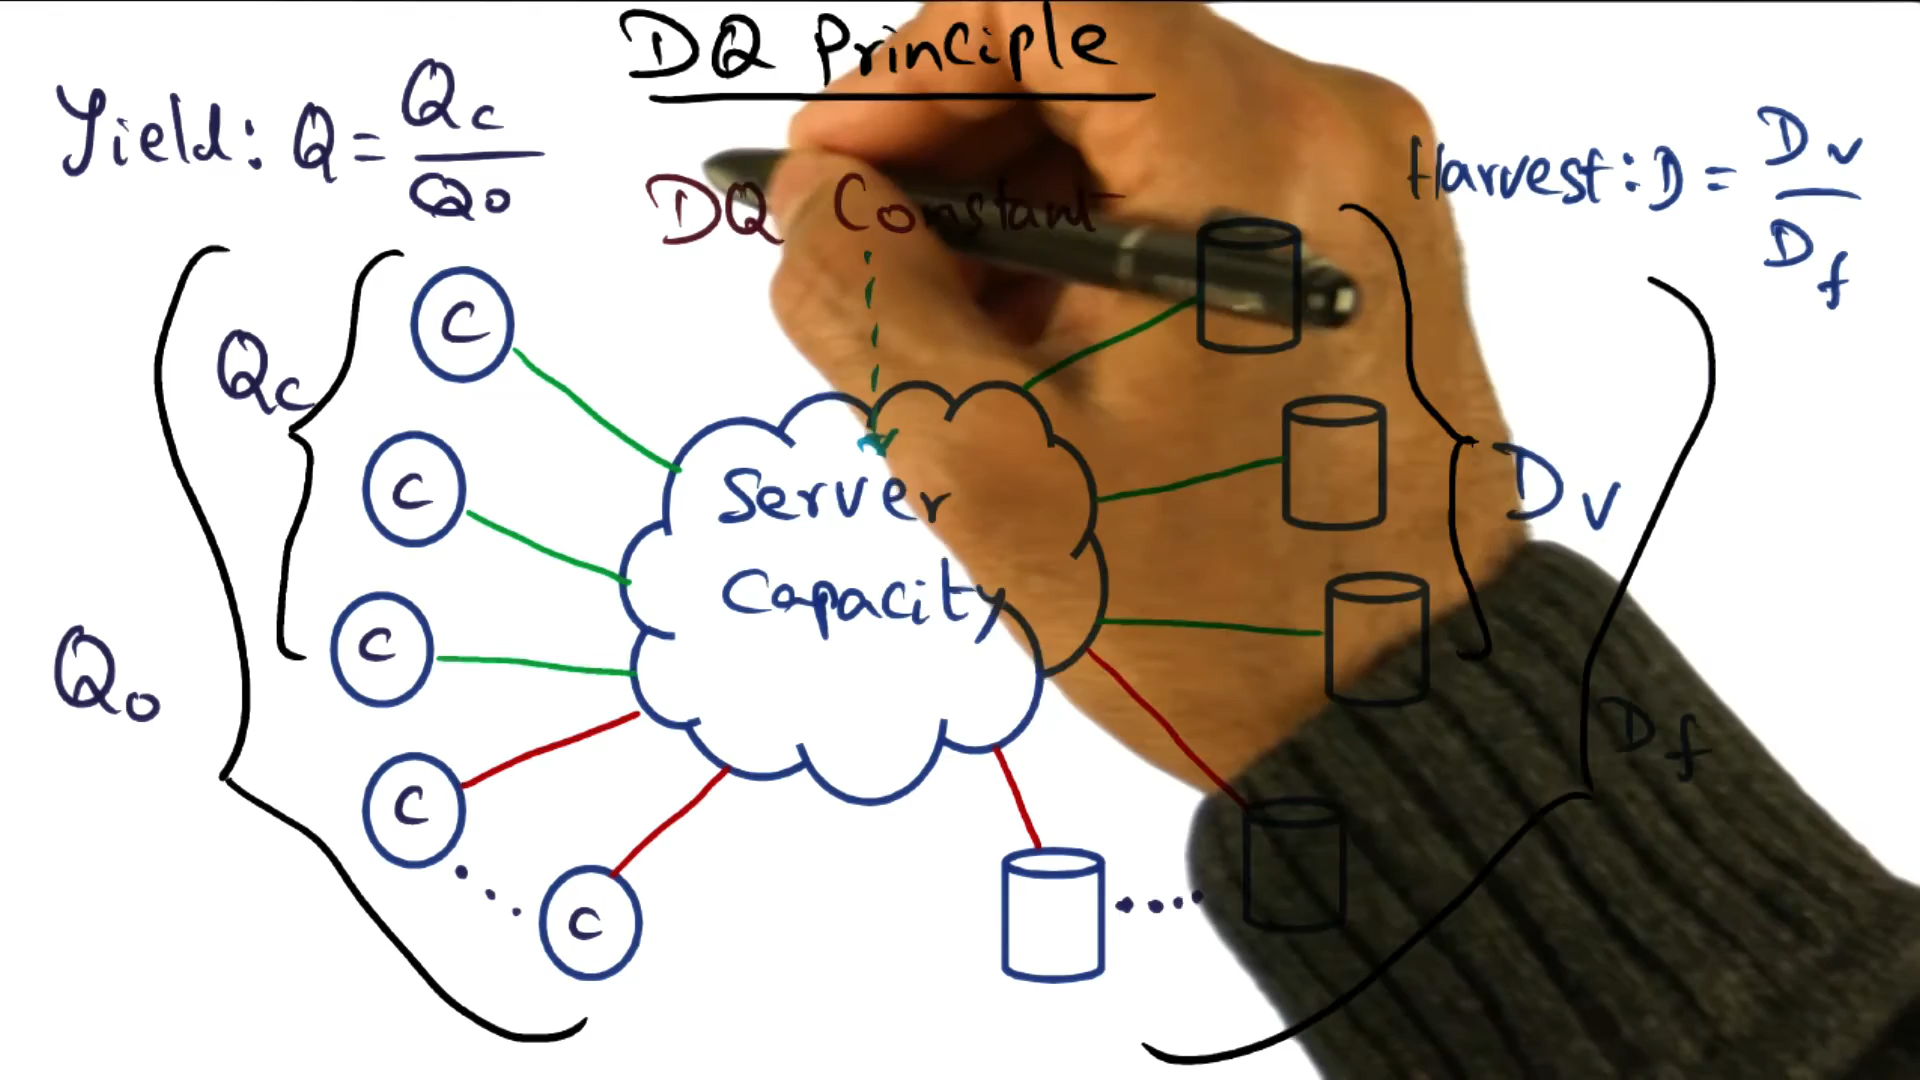 DQ Principle
Yield: Q = Qc / Qo
Harvest: D = Dv / Df
DQ Constant
Qc
Qo
C
C
C
C
C
Server
Capacity
Dv
Df